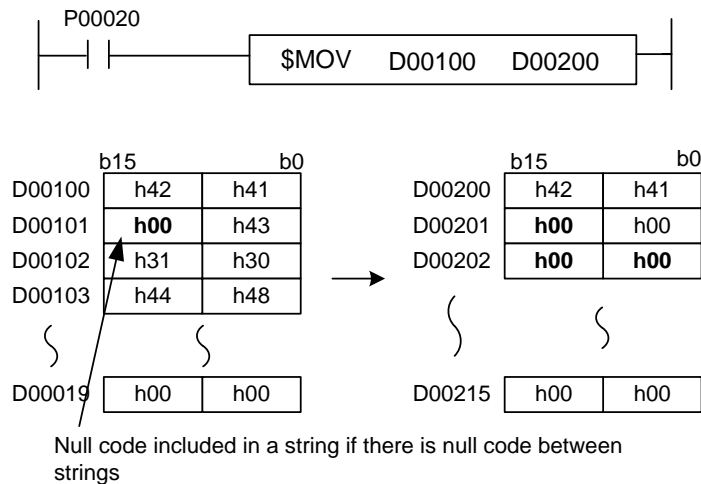 P00020
$MOV D00100 D00200
b15 b0 b15 b0
D00100 h42 h41 D00200 h42 h41
D00101 h00 h43 D00201 h00 h00
D00102 h31 h30 D00202 h00 h00
D00103 h44 h48
D00019 h00 h00 D00215 h00 h00
Null code included in a string if there is null code between
strings